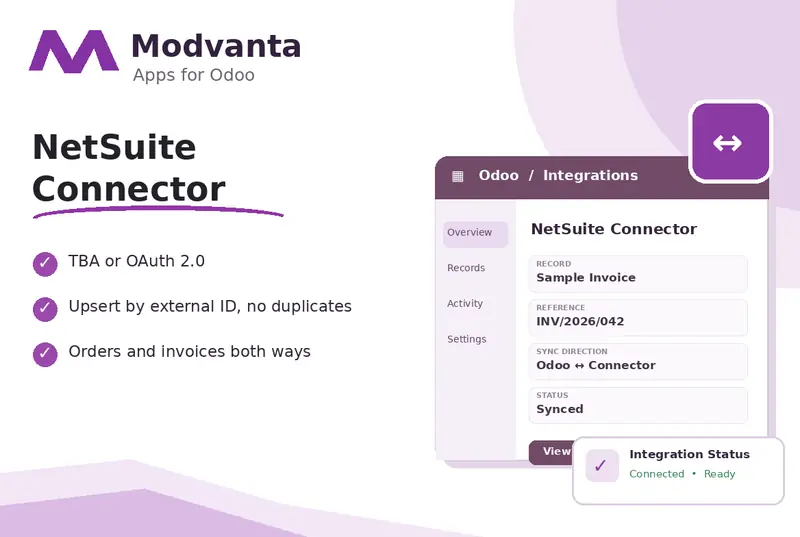 Modvanta
Apps for Odoo
NetSuite
Connector
TBA or OAuth 2.0
Upsert by external ID, no duplicates
Orders and invoices both ways
Odoo / Integrations
Overview
Records
Activity
Settings
NetSuite Connector
RECORD
Sample Invoice
REFERENCE
INV/2026/042
SYNC DIRECTION
Odoo ↔ Connector
STATUS
Synced
View
Integration Status
Connected • Ready